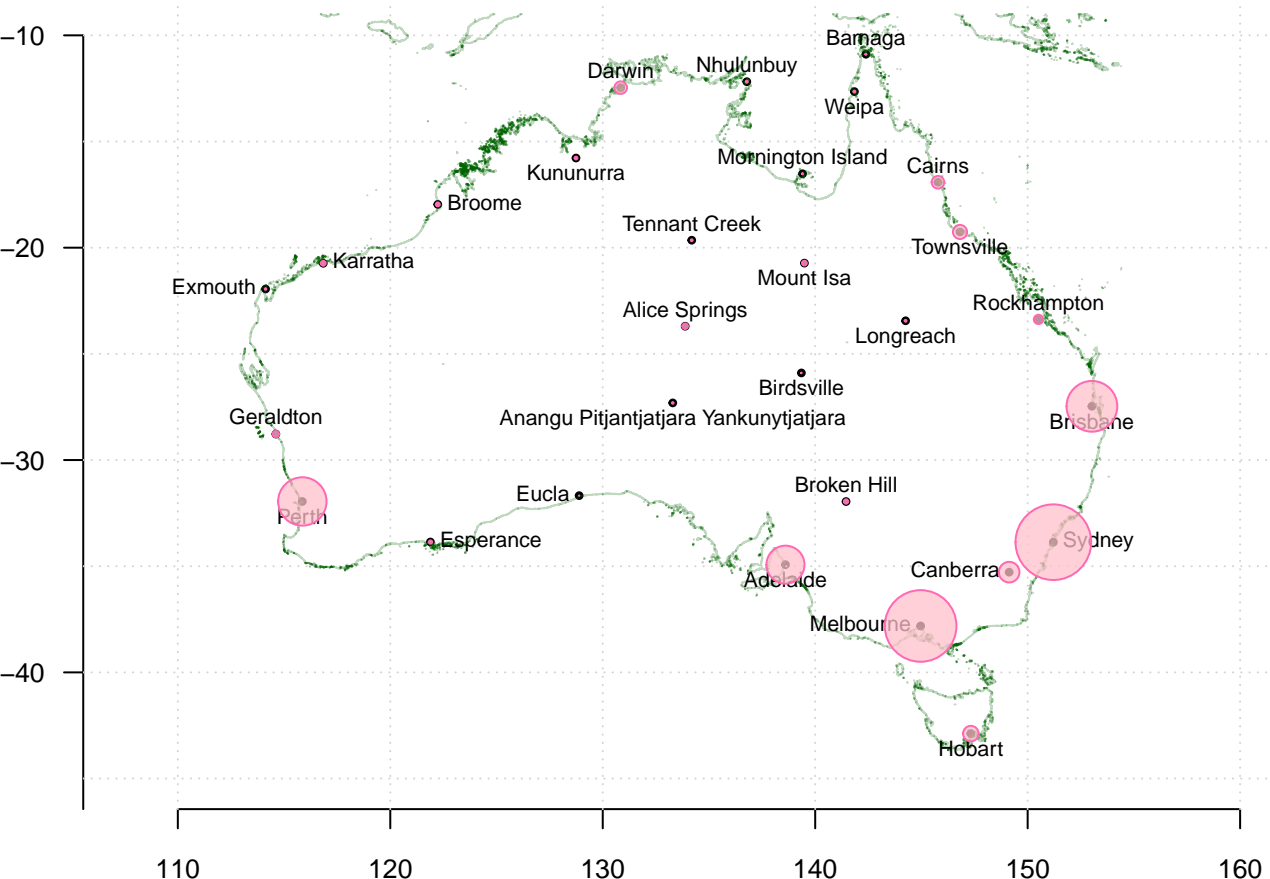 −10
Bamaga
Darwin
Nhulunbuy
Weipa
Mornington Island
Cairns
Kununurra
Broome
Tennant Creek
Townsville
−20
Karratha
Mount Isa
Exmouth
Rockhampton
Alice Springs
Longreach
Birdsville
Geraldton
Anangu Pitjantjatjara Yankunytjatjara
Brisbane
−30
Broken Hill
Eucla
Perth
Esperance
Sydney
Canberra
Adelaide
Melbourne
−40
Hobart
110
120
130
140
150
160